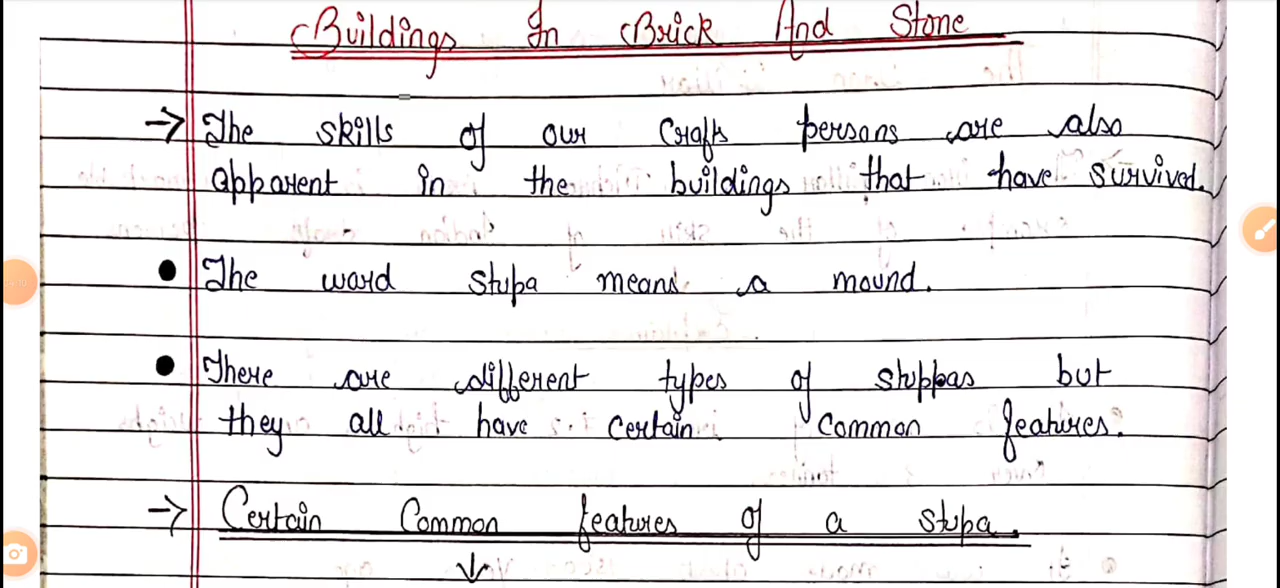 Buildings In Brick And Stone
→ The skills of our crafts persons are also
apparent in the buildings that have survived.
● The word stupa means a mound.
● There are different types of stuppas but
they all have certain common features.
→ Certain Common features of a stupa.
↓